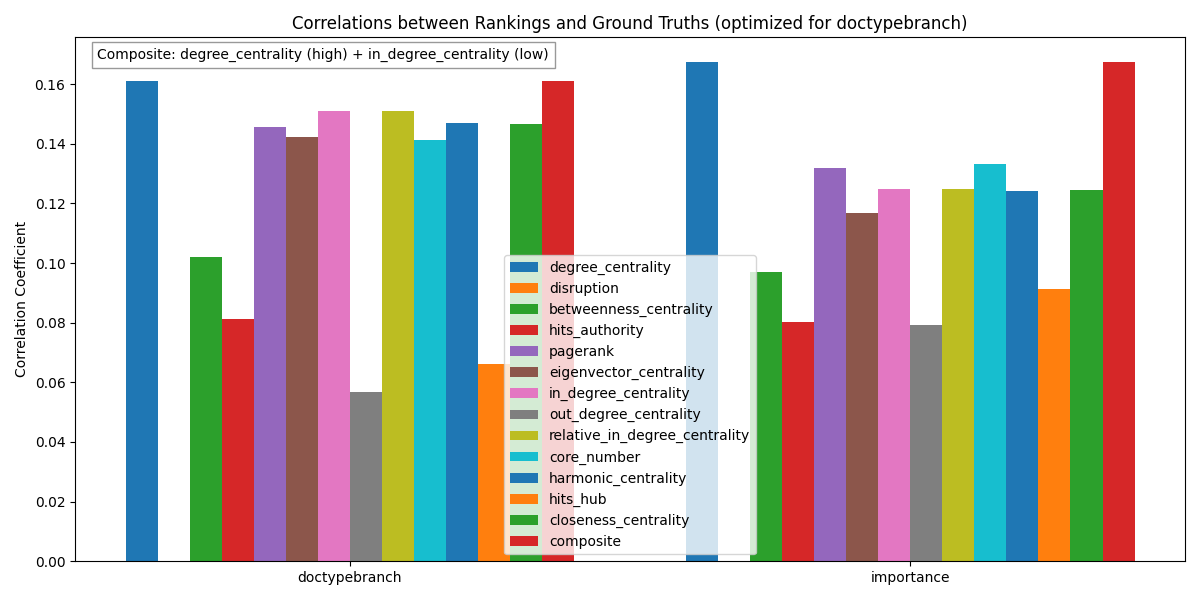 Correlations between Rankings and Ground Truths (optimized for doctypebranch)
Composite: degree_centrality (high) + in_degree_centrality (low)
Correlation Coefficient
0.16
0.14
0.12
0.10
0.08
0.06
0.04
0.02
0.00
degree_centrality
disruption
betweenness_centrality
hits_authority
pagerank
eigenvector_centrality
in_degree_centrality
out_degree_centrality
relative_in_degree_centrality
core_number
harmonic_centrality
hits_hub
closeness_centrality
composite
doctypebranch
importance